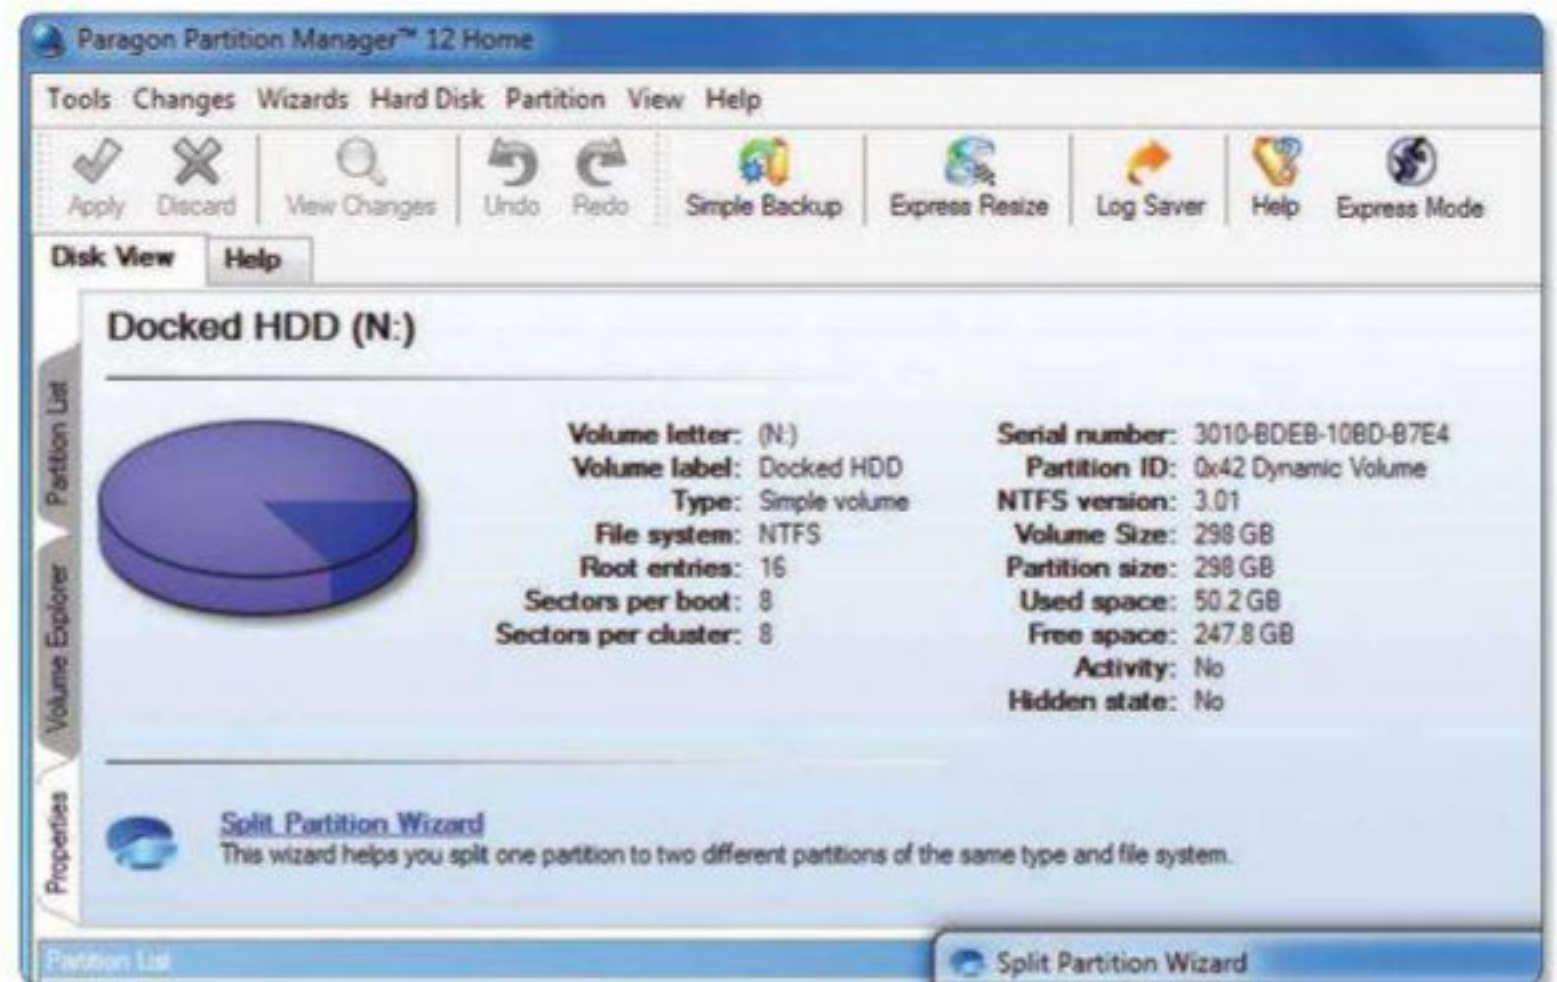 Paragon Partition Manager™ 12 Home
Tools Changes Wizards Hard Disk Partition View Help
Apply Discard View Changes Undo Redo Simple Backup Express Resize Log Saver Help Express Mode
Disk View Help
Docked HDD (N:)
Partition List
Volume Explorer
Properties
Volume letter: (N:)
Volume label: Docked HDD
Type: Simple volume
File system: NTFS
Root entries: 16
Sectors per boot: 8
Sectors per cluster: 8
Serial number: 3010-BDEB-10BD-B7E4
Partition ID: 0x42 Dynamic Volume
NTFS version: 3.01
Volume Size: 298 GB
Partition size: 298 GB
Used space: 50.2 GB
Free space: 247.8 GB
Activity: No
Hidden state: No
Split Partition Wizard
This wizard helps you split one partition to two different partitions of the same type and file system.
Partition List
Split Partition Wizard